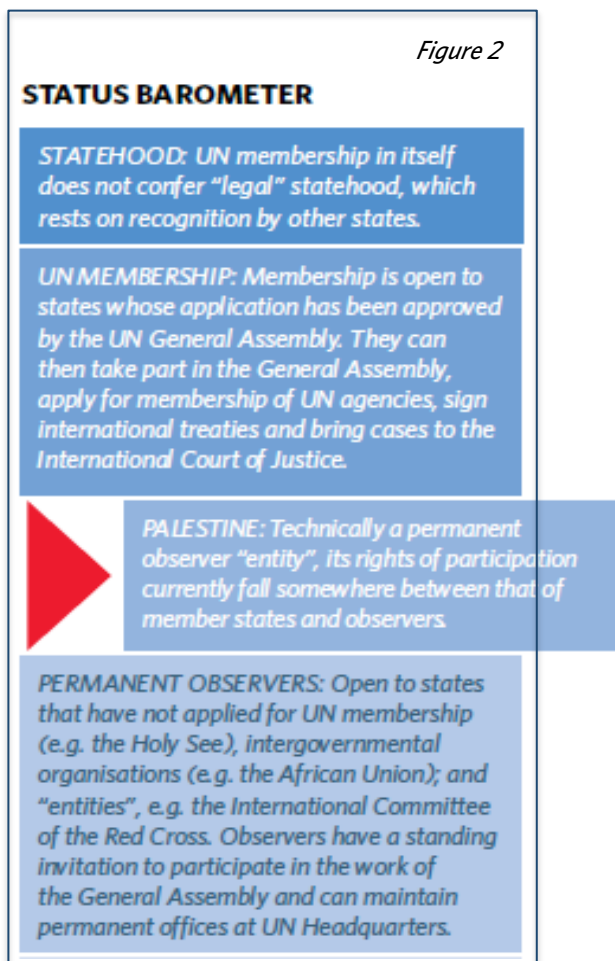 Figure 2
STATUS BAROMETER
STATEHOOD: UN membership in itself
does not confer “legal” statehood, which
rests on recognition by other states.
UN MEMBERSHIP: Membership is open to
states whose application has been approved
by the UN General Assembly. They can
then take part in the General Assembly,
apply for membership of UN agencies, sign
international treaties and bring cases to the
International Court of Justice.
PALESTINE: Technically a permanent
observer “entity”, its rights of participation
currently fall somewhere between that of
member states and observers.
PERMANENT OBSERVERS: Open to states
that have not applied for UN membership
(e.g. the Holy See), intergovernmental
organisations (e.g. the African Union); and
“entities”, e.g. the International Committee
of the Red Cross. Observers have a standing
invitation to participate in the work of
the General Assembly and can maintain
permanent offices at UN Headquarters.